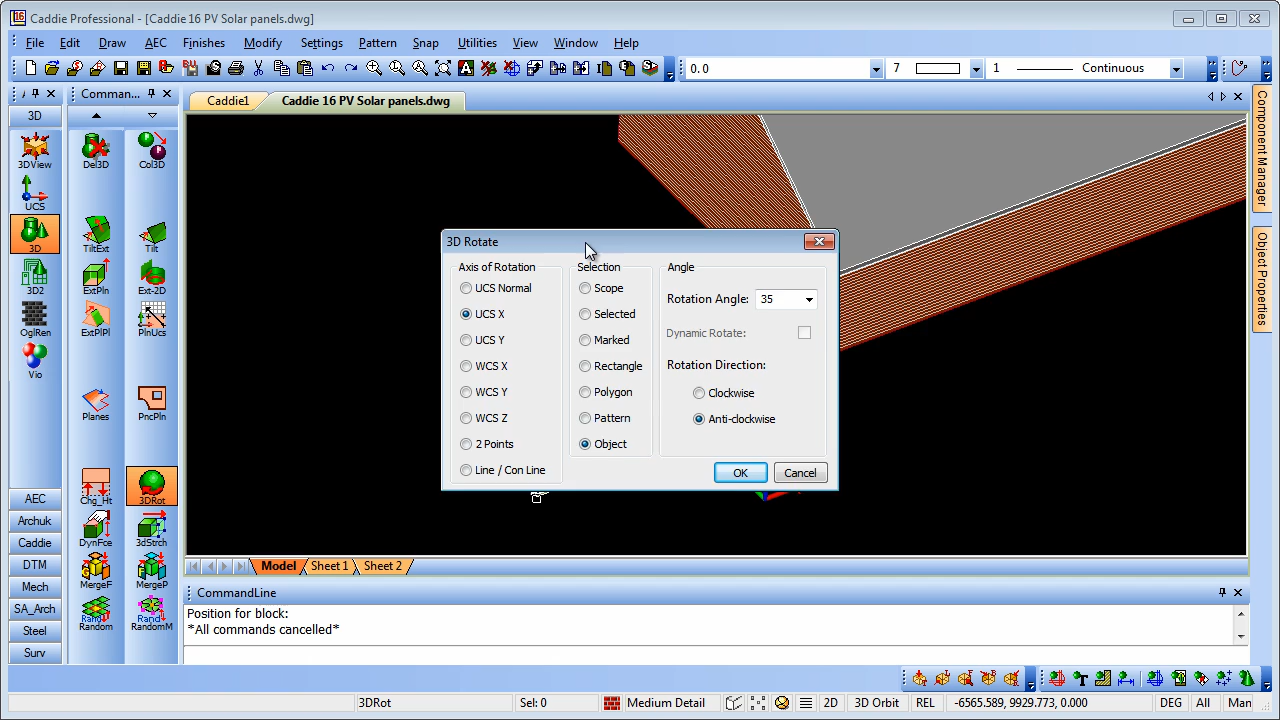 Caddie Professional - [Caddie 16 PV Solar panels.dwg]
File Edit Draw AEC Finishes Modify Settings Pattern Snap Utilities View Window Help
0. 0 7 1 Continuous
Comman...
Caddie1 Caddie 16 PV Solar panels.dwg
3D
3DView Del3D Col3D
UCS
3D TiltExt Tilt
3D2 ExtPln Ext-2D
OglRen ExtPlPl PlnUcs
Vio
Planes PncPln
Chg_Ht 3DRot
DynFce 3dStrch
MergeF MergeP
Rand Rand
Random RandomM
AEC
Archuk
Caddie
DTM
Mech
SA_Arch
Steel
Surv
3D Rotate
Axis of Rotation
UCS Normal
UCS X
UCS Y
WCS X
WCS Y
WCS Z
2 Points
Line / Con Line
Selection
Scope
Selected
Marked
Rectangle
Polygon
Pattern
Object
Angle
Rotation Angle: 35
Dynamic Rotate:
Rotation Direction:
Clockwise
Anti-clockwise
OK Cancel
Component Manager
Object Properties
Model Sheet 1 Sheet 2
CommandLine
Position for block:
*All commands cancelled*
3DRot Sel: 0 Medium Detail 2D 3D Orbit REL -6565.589, 9929.479, 0.000 DEG All Man